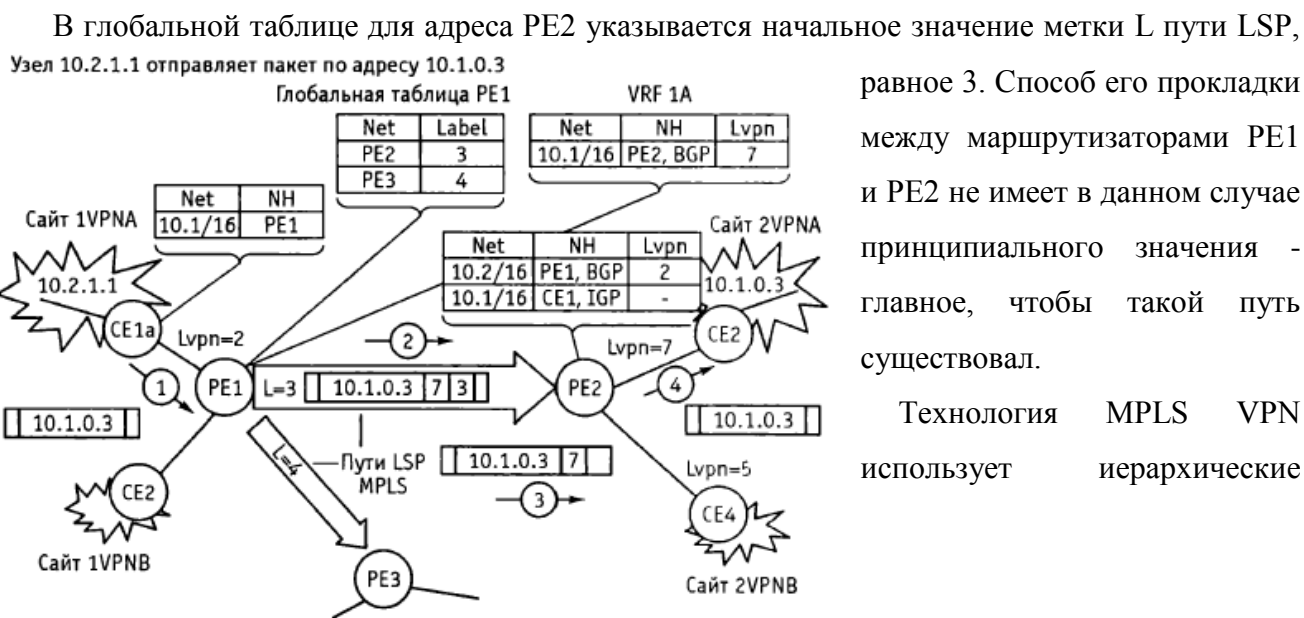 В глобальной таблице для адреса PE2 указывается начальное значение метки L пути LSP,
равное 3. Способ его прокладки
между маршрутизаторами PE1
и PE2 не имеет в данном случае
принципиального значения -
главное, чтобы такой путь
существовал.
Технология MPLS VPN
использует иерархические
Узел 10.2.1.1 отправляет пакет по адресу 10.1.0.3
Глобальная таблица PE1
Net Label
PE2 3
PE3 4
VRF 1A
Net NH Lvpn
10.1/16 PE2, BGP 7
Net NH
10.1/16 PE1
Сайт 1VPNA
10.2.1.1
CE1a
Lvpn=2
Net NH Lvpn
10.2/16 PE1, BGP 2
10.1/16 CE1, IGP -
Сайт 2VPNA
10.1.0.3
CE2
Lvpn=7
1
2
PE1
L=3 10.1.0.3 7 3
PE2
4
10.1.0.3
10.1.0.3
L=4
Пути LSP
MPLS
10.1.0.3 7
3
CE2
Сайт 1VPNB
PE3
Lvpn=5
CE4
Сайт 2VPNB